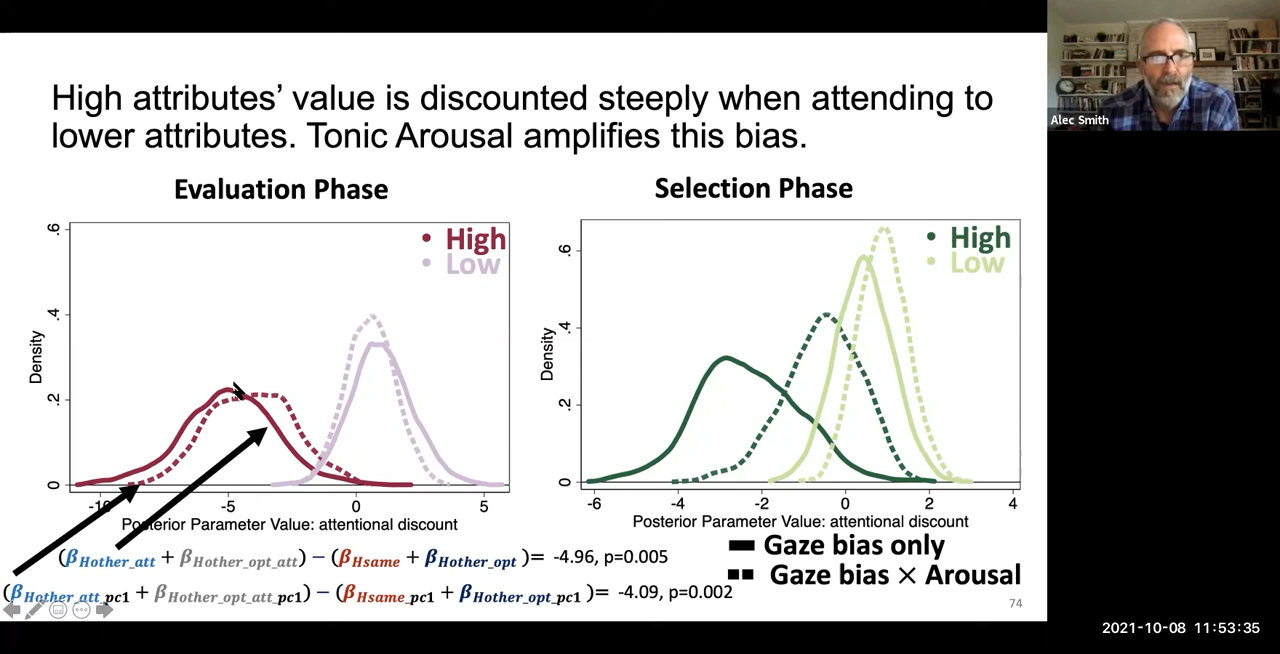 High attributes' value is discounted steeply when attending to
lower attributes. Tonic Arousal amplifies this bias.
Alec Smith
Evaluation Phase
Selection Phase
• High
• Low
.6
.4
.2
0
Density
-10
-5
0
5
Posterior Parameter Value: attentional discount
• High
• Low
.6
.4
.2
0
Density
-6
-4
-2
0
2
4
Posterior Parameter Value: attentional discount
(βHother_att + βHother_opt_att) − (βHsame + βHother_opt)= -4.96, p=0.005
(βHother_att_pc1 + βHother_opt_att_pc1) − (βHsame_pc1 + βHother_opt_pc1)= -4.09, p=0.002
Gaze bias only
Gaze bias × Arousal
74
2021-10-08 11:53:35